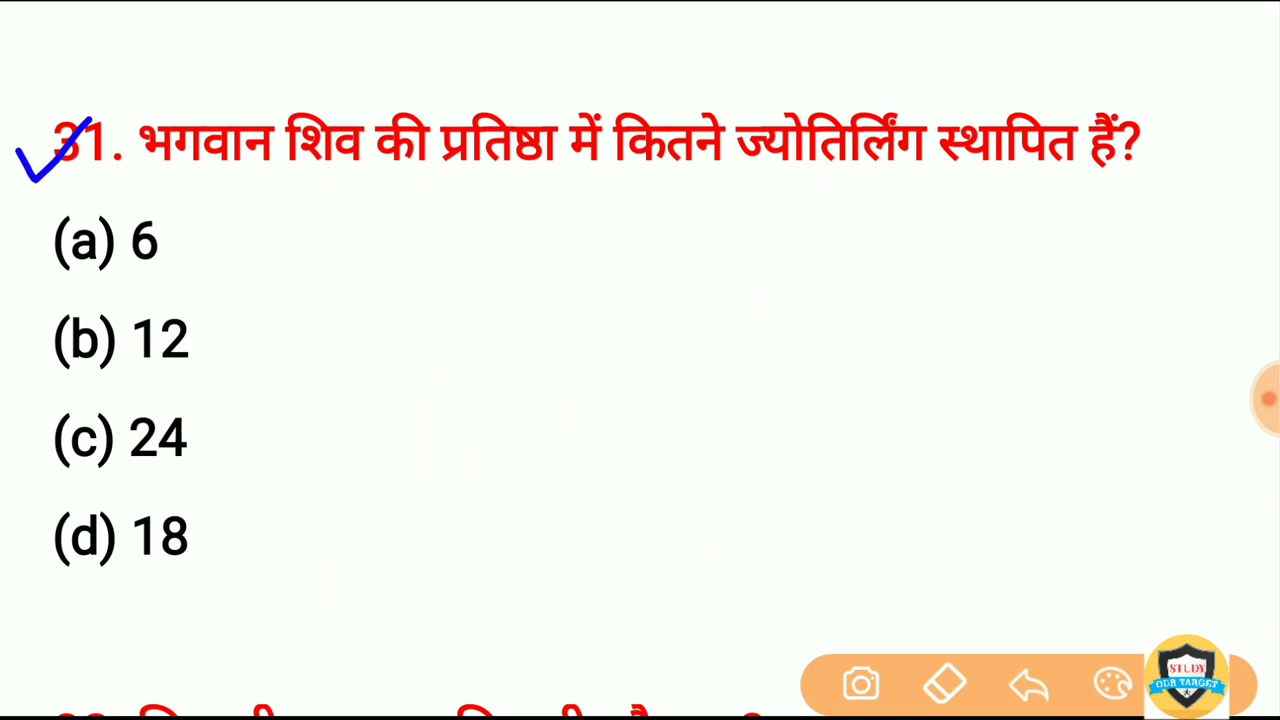 31. भगवान शिव की प्रतिष्ठा में कितने ज्योतिर्लिंग स्थापित हैं?
(a) 6
(b) 12
(c) 24
(d) 18
STUDY
OUR TARGET